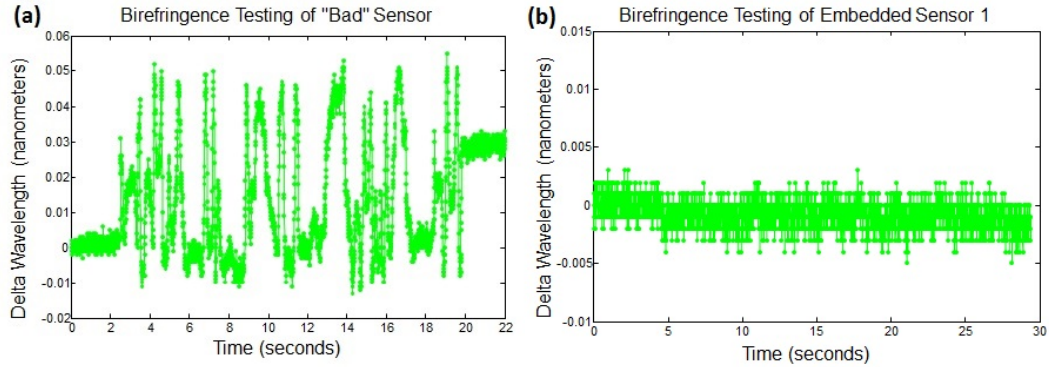 (a)
Birefringence Testing of "Bad" Sensor
0.06
0.05
0.04
0.03
0.02
0.01
0
-0.01
-0.02
Delta Wavelength (nanometers)
0 2 4 6 8 10 12 14 16 18 20 22
Time (seconds)
(b)
Birefringence Testing of Embedded Sensor 1
0.015
0.01
0.005
0
-0.005
-0.01
Delta Wavelength (nanometers)
0 5 10 15 20 25 30
Time (seconds)